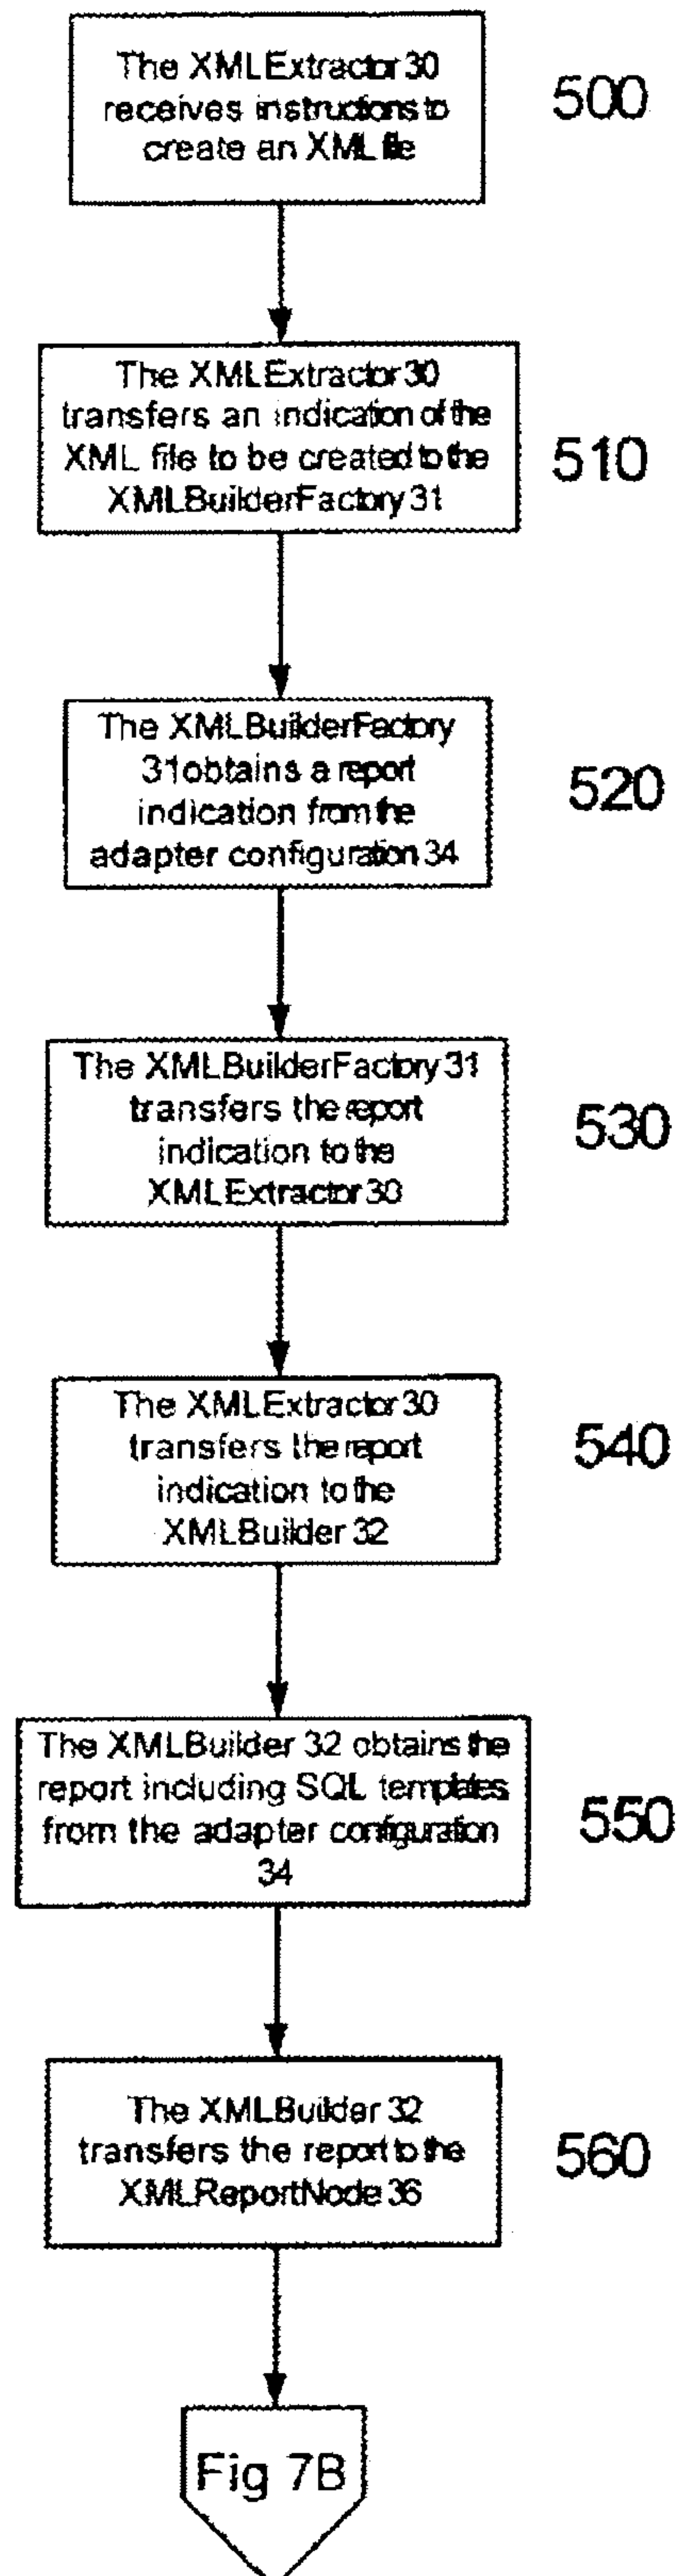 The XMLExtractor 30
receives instructions to
create an XML file
500
The XMLExtractor 30
transfers an indication of the
XML file to be created to the
XMLBuilderFactory 31
510
The XMLBuilderFactory
31 obtains a report
indication from the
adapter configuration 34
520
The XMLBuilderFactory 31
transfers the report
indication to the
XMLExtractor 30
530
The XMLExtractor 30
transfers the report
indication to the
XMLBuilder 32
540
The XMLBuilder 32 obtains the
report including SQL templates
from the adapter configuration
34
550
The XMLBuilder 32
transfers the report to the
XMLReportNode 36
560
Fig 7B